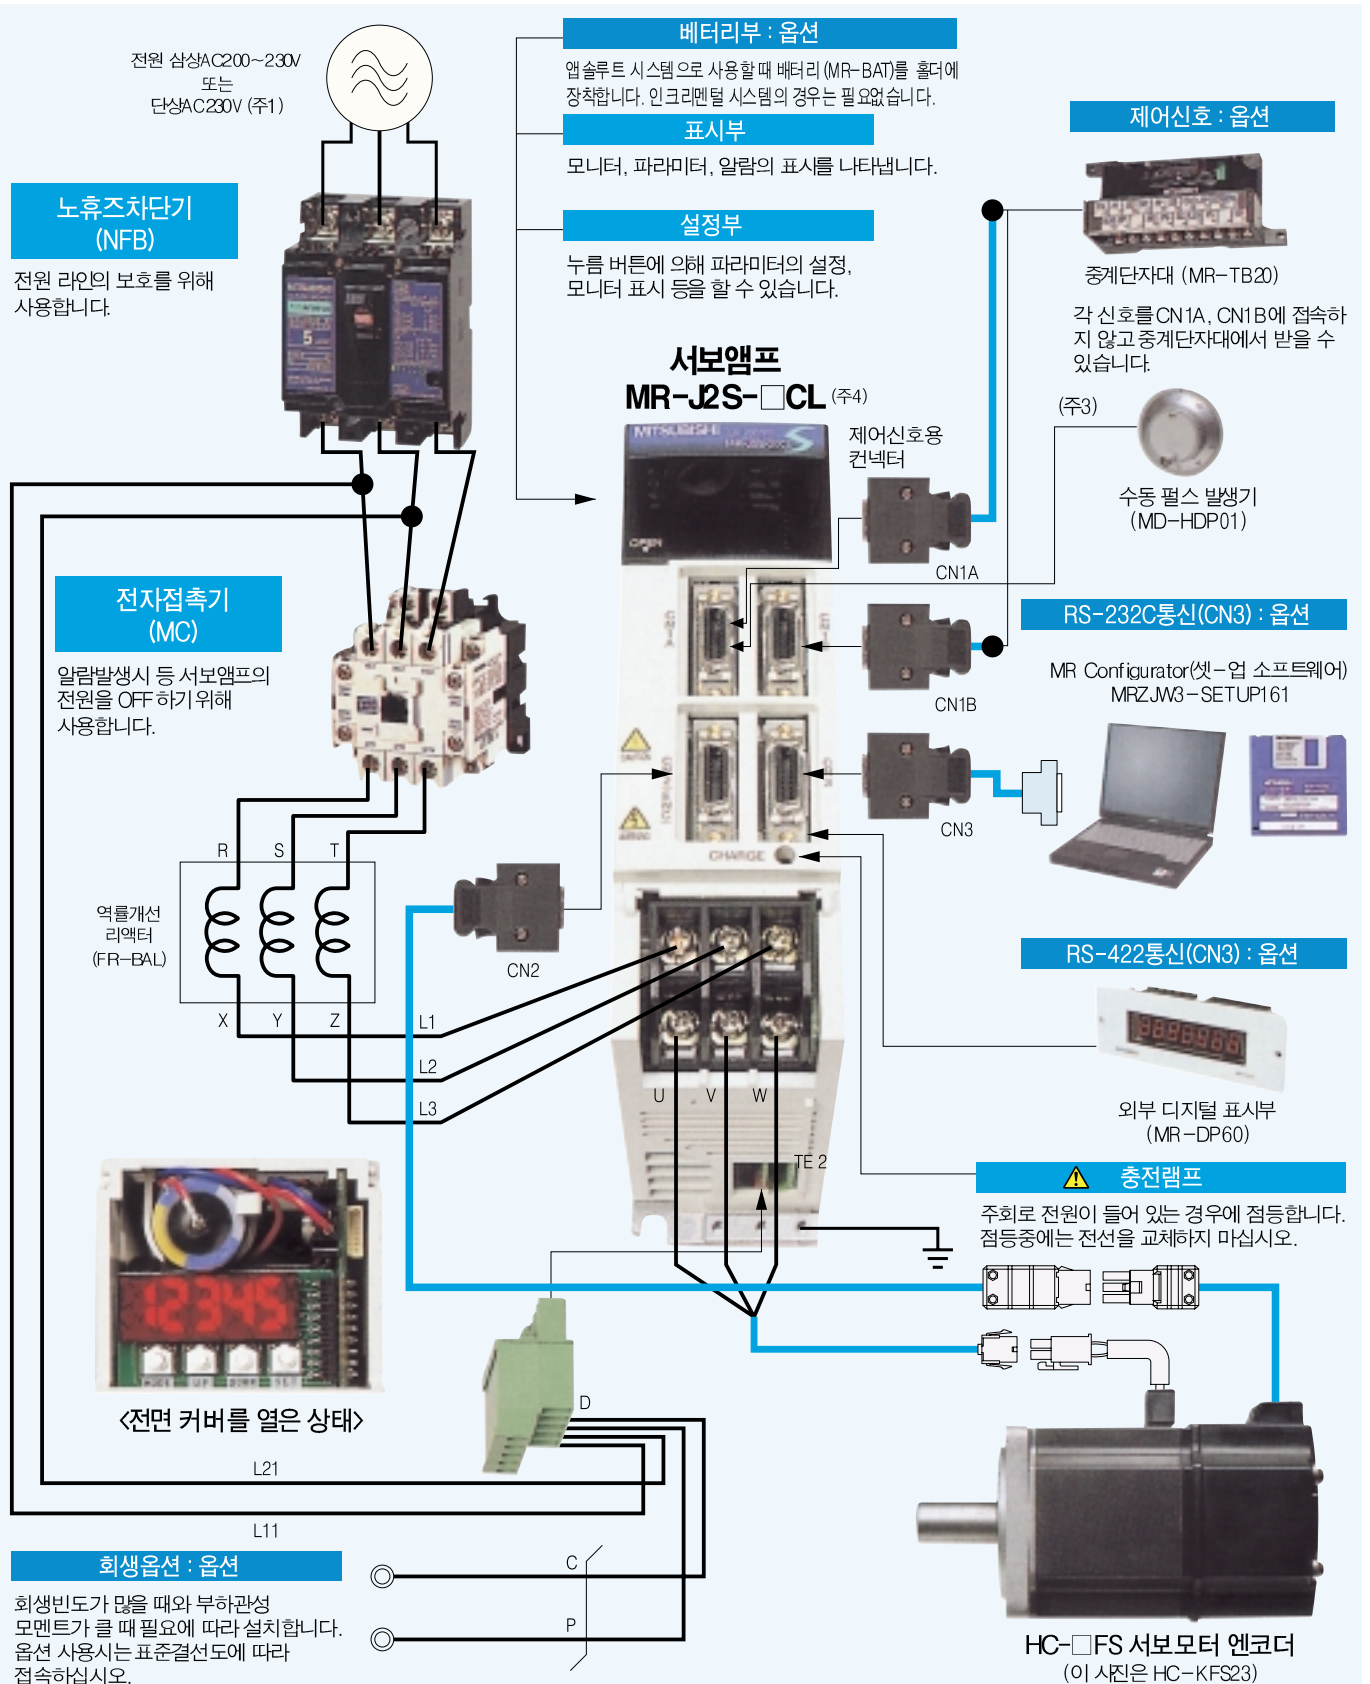 전원 삼상AC200~230V
또는
단상AC230V (주1)
노휴즈차단기
(NFB)
전원 라인의 보호를 위해
사용합니다.
베터리부 : 옵션
앱솔루트 시스템으로 사용할 때 배터리(MR-BAT)를 홀더에
장착합니다. 인크리멘털 시스템의 경우는 필요없습니다.
표시부
모니터, 파라미터, 알람의 표시를 나타냅니다.
설정부
누름 버튼에 의해 파라미터의 설정,
모니터 표시 등을 할 수 있습니다.
제어신호 : 옵션
중계단자대 (MR-TB20)
각 신호를 CN1A, CN1B에 접속하
지 않고 중계단자대에서 받을 수
있습니다.
(주3)
수동 펄스 발생기
(MD-HDP01)
서보앰프
MR-J2S-□CL (주4)
MITSUBISHI
OPEN
제어신호용
컨넥터
CN1A
CN1B
CN3
전자접촉기
(MC)
알람발생시 등 서보앰프의
전원을 OFF 하기 위해
사용합니다.
RS-232C통신(CN3) : 옵션
MR Configurator(셋-업 소프트웨어)
MRZJW3-SETUP161
CHARGE
R S T
역률개선
리액터
(FR-BAL)
X Y Z
L1
L2
L3
CN2
RS-422통신(CN3) : 옵션
외부 디지털 표시부
(MR-DP60)
U V W
TE 2
충전램프
주회로 전원이 들어 있는 경우에 점등합니다.
점등중에는 전선을 교체하지 마십시오.
12345
MODE UP DOWN SET
<전면 커버를 열은 상태>
D
L21
L11
회생옵션 : 옵션
회생빈도가 많을 때와 부하관성
모멘트가 클 때 필요에 따라 설치합니다.
옵션 사용시는 표준결선도에 따라
접속하십시오.
C
P
HC-□FS 서보모터 엔코더
(이 사진은 HC-KFS23)